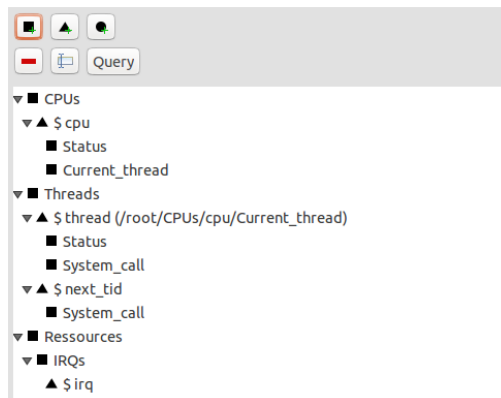 Query
CPUs
$ cpu
Status
Current_thread
Threads
$ thread (/root/CPUs/cpu/Current_thread)
Status
System_call
$ next_tid
System_call
Ressources
IRQs
$ irq